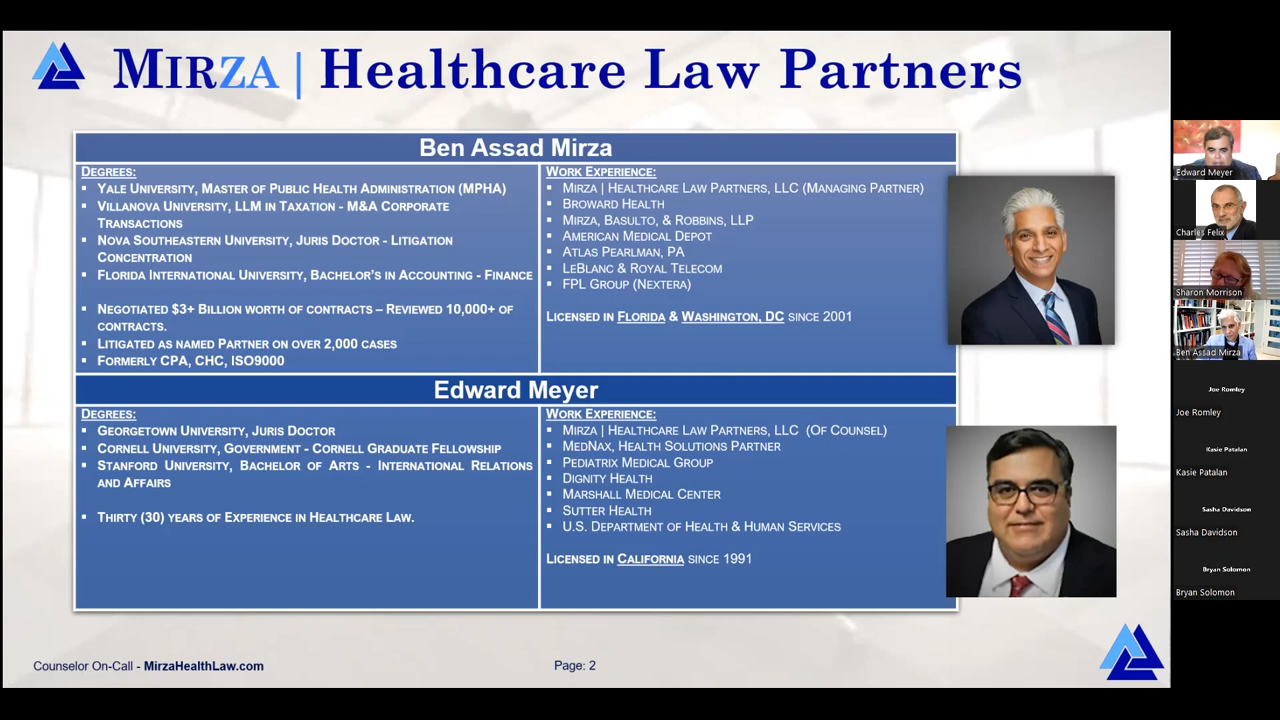 MIRZA | Healthcare Law Partners
Ben Assad Mirza
DEGREES:
▪ YALE UNIVERSITY, MASTER OF PUBLIC HEALTH ADMINISTRATION (MPHA)
▪ VILLANOVA UNIVERSITY, LLM IN TAXATION - M&A CORPORATE
TRANSACTIONS
▪ NOVA SOUTHEASTERN UNIVERSITY, JURIS DOCTOR - LITIGATION
CONCENTRATION
▪ FLORIDA INTERNATIONAL UNIVERSITY, BACHELOR'S IN ACCOUNTING - FINANCE
▪ NEGOTIATED $3+ BILLION WORTH OF CONTRACTS – REVIEWED 10,000+ OF
CONTRACTS.
▪ LITIGATED AS NAMED PARTNER ON OVER 2,000 CASES
▪ FORMERLY CPA, CHC, ISO9000
WORK EXPERIENCE:
▪ MIRZA | HEALTHCARE LAW PARTNERS, LLC (MANAGING PARTNER)
▪ BROWARD HEALTH
▪ MIRZA, BASULTO, & ROBBINS, LLP
▪ AMERICAN MEDICAL DEPOT
▪ ATLAS PEARLMAN, PA
▪ LEBLANC & ROYAL TELECOM
▪ FPL GROUP (NEXTERA)
LICENSED IN FLORIDA & WASHINGTON, DC SINCE 2001
Edward Meyer
DEGREES:
▪ GEORGETOWN UNIVERSITY, JURIS DOCTOR
▪ CORNELL UNIVERSITY, GOVERNMENT - CORNELL GRADUATE FELLOWSHIP
▪ STANFORD UNIVERSITY, BACHELOR OF ARTS - INTERNATIONAL RELATIONS
AND AFFAIRS
▪ THIRTY (30) YEARS OF EXPERIENCE IN HEALTHCARE LAW.
WORK EXPERIENCE:
▪ MIRZA | HEALTHCARE LAW PARTNERS, LLC (OF COUNSEL)
▪ MEDNAX, HEALTH SOLUTIONS PARTNER
▪ PEDIATRIX MEDICAL GROUP
▪ DIGNITY HEALTH
▪ MARSHALL MEDICAL CENTER
▪ SUTTER HEALTH
▪ U.S. DEPARTMENT OF HEALTH & HUMAN SERVICES
LICENSED IN CALIFORNIA SINCE 1991
Counselor On-Call - MirzaHealthLaw.com
Page: 2
Edward Meyer
Charles Felix
Sharon Morrison
Ben Assad Mirza
Joe Romley
Joe Romley
Kasie Patalan
Kasie Patalan
Sasha Davidson
Sasha Davidson
Bryan Solomon
Bryan Solomon